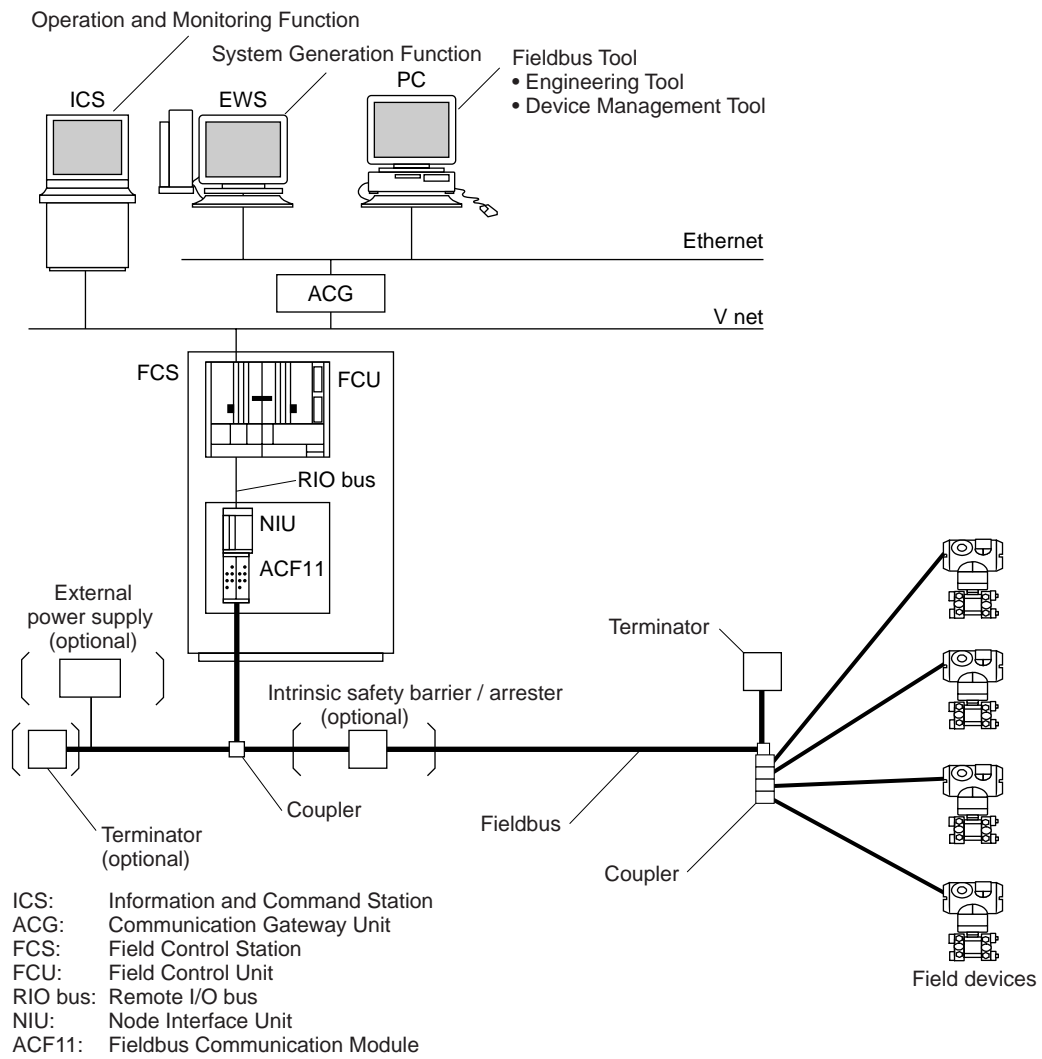 Operation and Monitoring Function
System Generation Function
Fieldbus Tool
• Engineering Tool
• Device Management Tool
ICS
EWS
PC
Ethernet
ACG
V net
FCS
FCU
RIO bus
NIU
ACF11
External
power supply
(optional)
Terminator
Intrinsic safety barrier / arrester
(optional)
Coupler
Fieldbus
Terminator
(optional)
Coupler
Field devices
ICS: Information and Command Station
ACG: Communication Gateway Unit
FCS: Field Control Station
FCU: Field Control Unit
RIO bus: Remote I/O bus
NIU: Node Interface Unit
ACF11: Fieldbus Communication Module